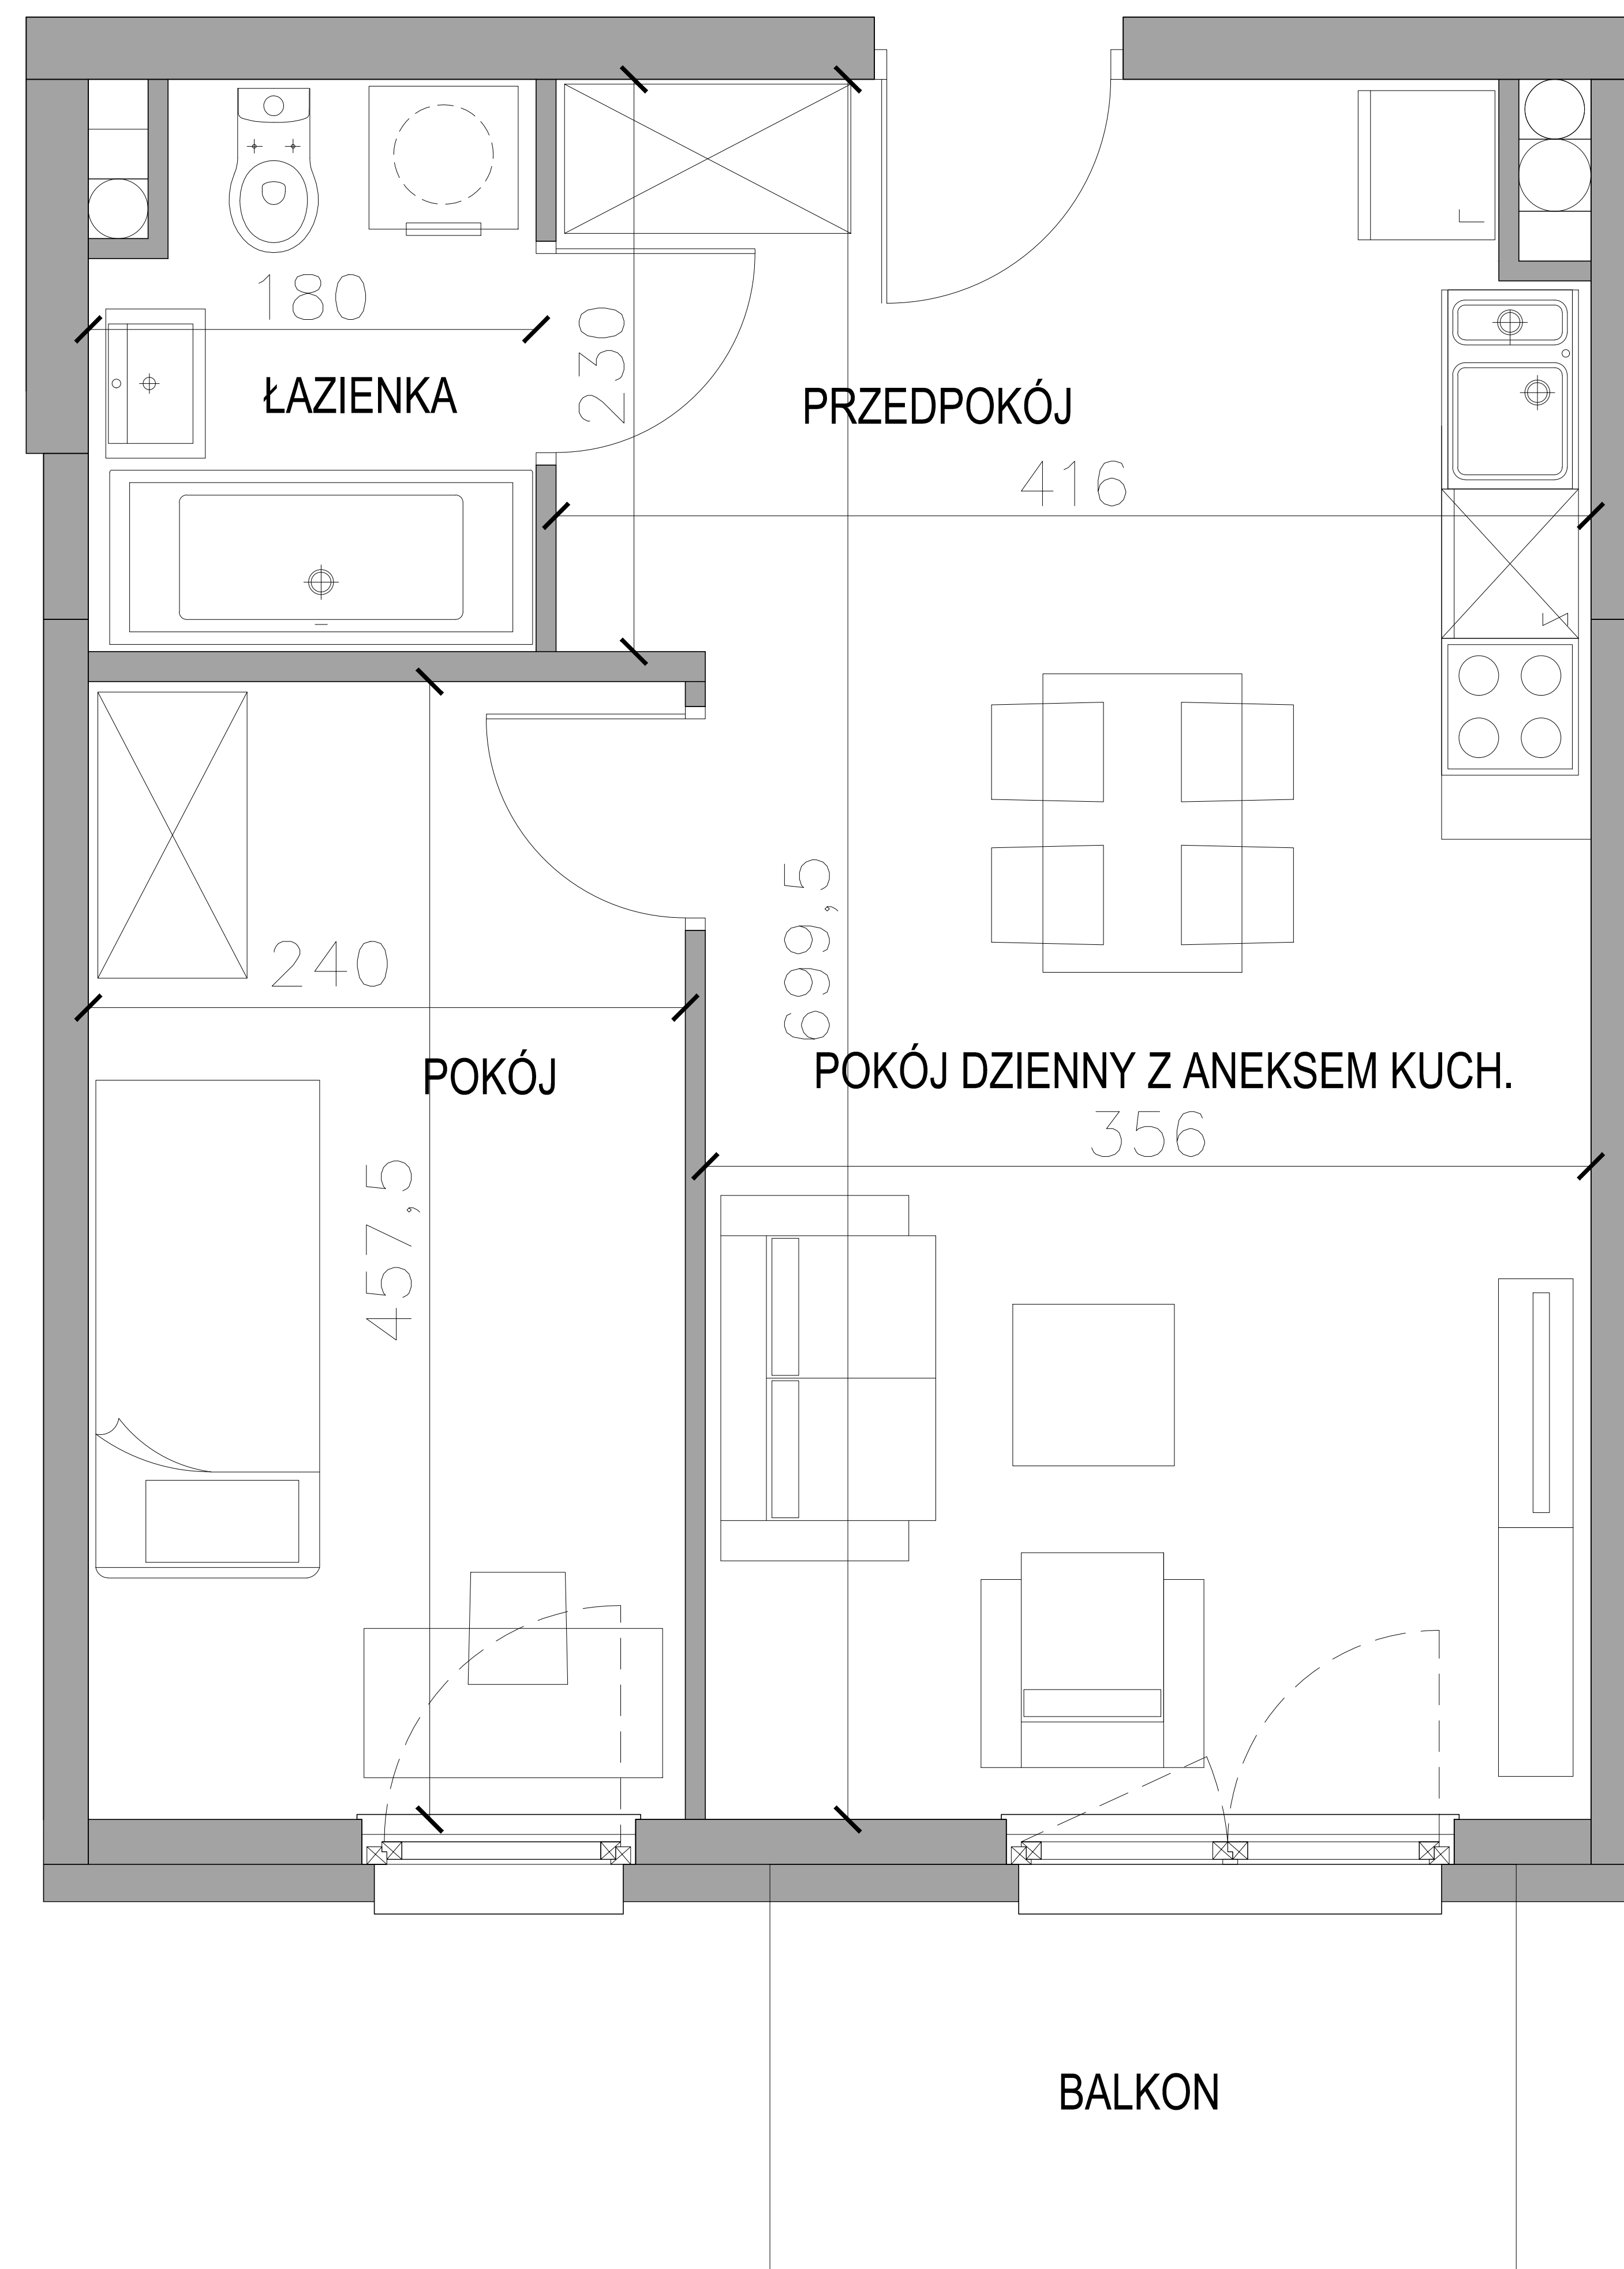 180
230
ŁAZIENKA
PRZEDPOKÓJ
416
699,5
240
POKÓJ
POKÓJ DZIENNY Z ANEKSEM KUCH.
356
457,5
BALKON